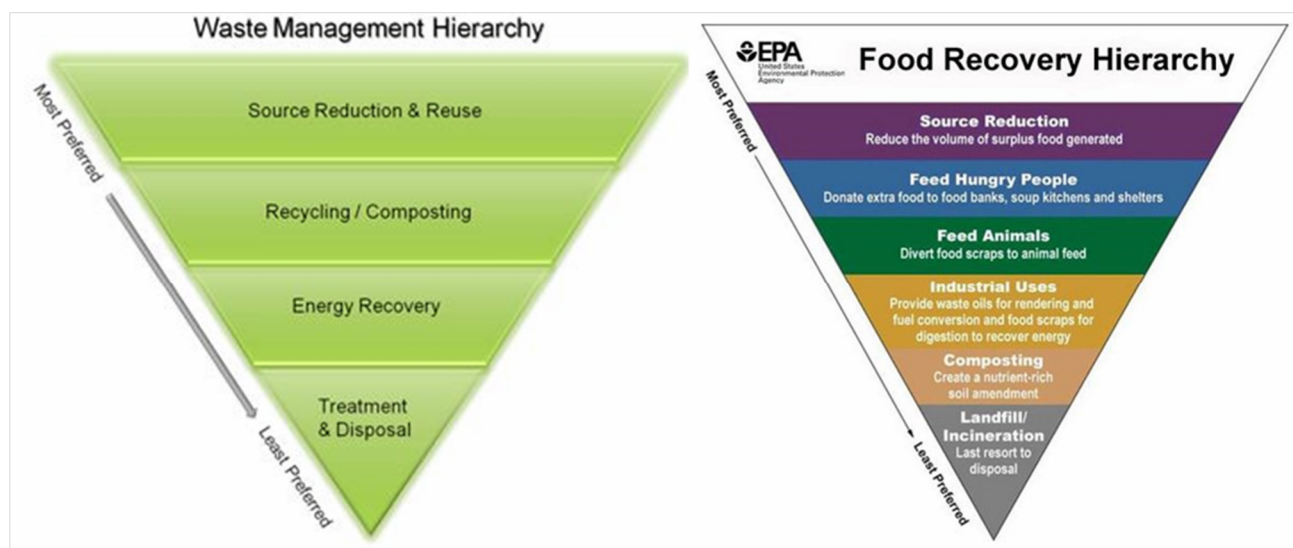 Waste Management Hierarchy
Most Preferred
Source Reduction & Reuse
Recycling / Composting
Energy Recovery
Treatment
& Disposal
Least Preferred
EPA
United States
Environmental Protection
Agency
Food Recovery Hierarchy
Most Preferred
Source Reduction
Reduce the volume of surplus food generated
Feed Hungry People
Donate extra food to food banks, soup kitchens and shelters
Feed Animals
Divert food scraps to animal feed
Industrial Uses
Provide waste oils for rendering and
fuel conversion and food scraps for
digestion to recover energy
Composting
Create a nutrient-rich
soil amendment
Landfill/
Incineration
Last resort to
disposal
Least Preferred